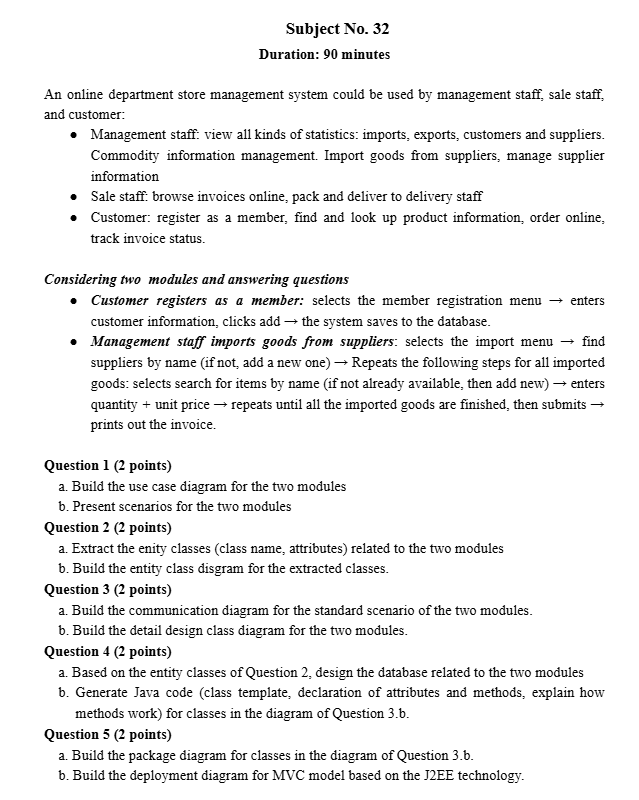 Subject No. 32
Duration: 90 minutes
An online department store management system could be used by management staff, sale staff,
and customer:
• Management staff: view all kinds of statistics: imports, exports, customers and suppliers.
Commodity information management. Import goods from suppliers, manage supplier
information
• Sale staff: browse invoices online, pack and deliver to delivery staff
• Customer: register as a member, find and look up product information, order online,
track invoice status.
Considering two modules and answering questions
• Customer registers as a member: selects the member registration menu → enters
customer information, clicks add → the system saves to the database.
• Management staff imports goods from suppliers: selects the import menu → find
suppliers by name (if not, add a new one) → Repeats the following steps for all imported
goods: selects search for items by name (if not already available, then add new) → enters
quantity + unit price → repeats until all the imported goods are finished, then submits →
prints out the invoice.
Question 1 (2 points)
a. Build the use case diagram for the two modules
b. Present scenarios for the two modules
Question 2 (2 points)
a. Extract the enity classes (class name, attributes) related to the two modules
b. Build the entity class disgram for the extracted classes.
Question 3 (2 points)
a. Build the communication diagram for the standard scenario of the two modules.
b. Build the detail design class diagram for the two modules.
Question 4 (2 points)
a. Based on the entity classes of Question 2, design the database related to the two modules
b. Generate Java code (class template, declaration of attributes and methods, explain how
methods work) for classes in the diagram of Question 3.b.
Question 5 (2 points)
a. Build the package diagram for classes in the diagram of Question 3.b.
b. Build the deployment diagram for MVC model based on the J2EE technology.